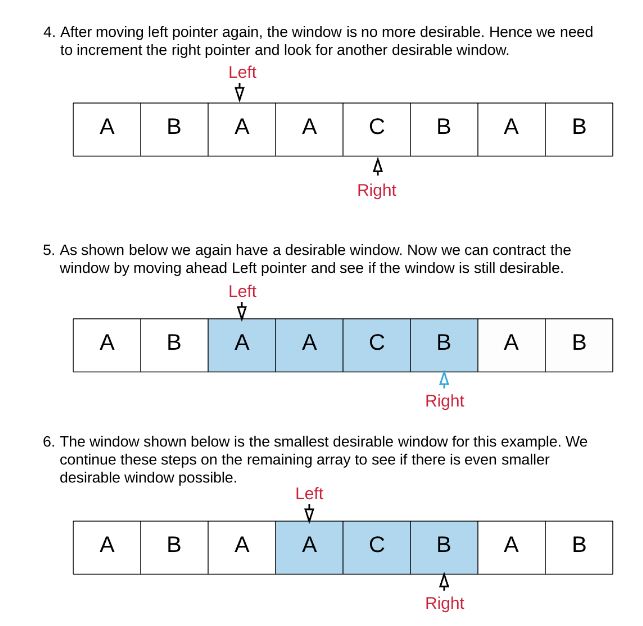 4. After moving left pointer again, the window is no more desirable. Hence we need
to increment the right pointer and look for another desirable window.
Left
A B A A C B A B
Right
5. As shown below we again have a desirable window. Now we can contract the
window by moving ahead Left pointer and see if the window is still desirable.
Left
A B A A C B A B
Right
6. The window shown below is the smallest desirable window for this example. We
continue these steps on the remaining array to see if there is even smaller
desirable window possible.
Left
A B A A C B A B
Right